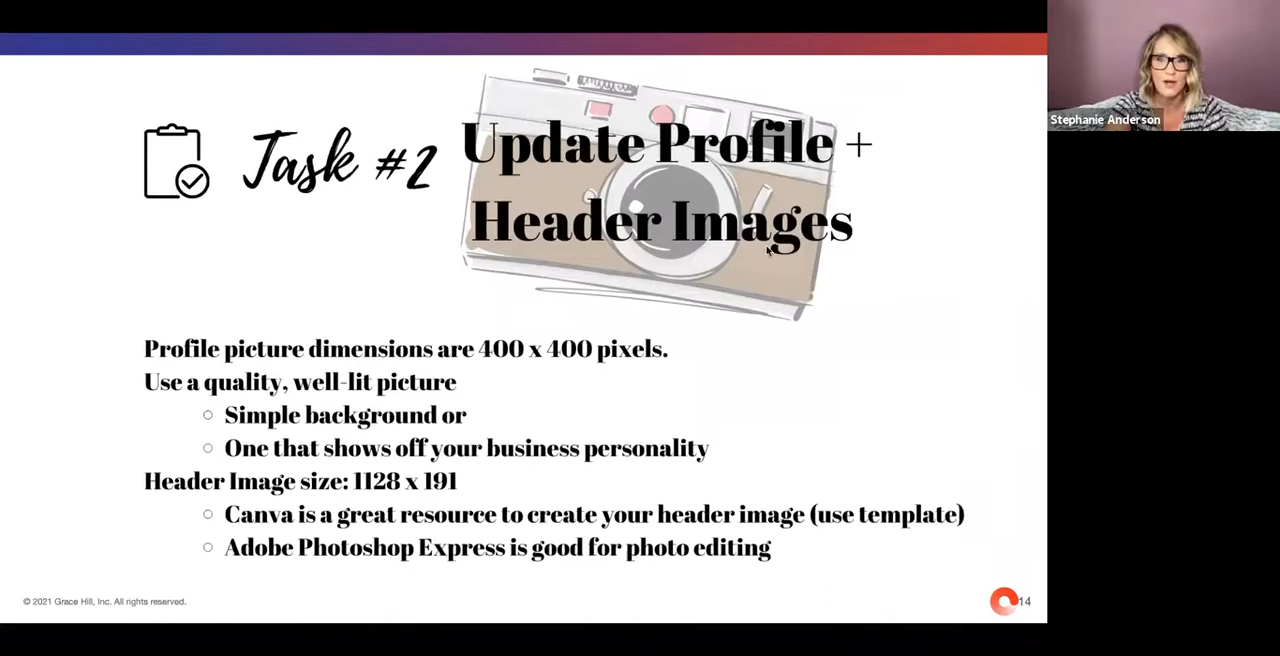 Stephanie Anderson
Task #2
Update Profile +
Header Images
Profile picture dimensions are 400 x 400 pixels.
Use a quality, well-lit picture
○ Simple background or
○ One that shows off your business personality
Header Image size: 1128 x 191
○ Canva is a great resource to create your header image (use template)
○ Adobe Photoshop Express is good for photo editing
© 2021 Grace Hill, Inc. All rights reserved.
14